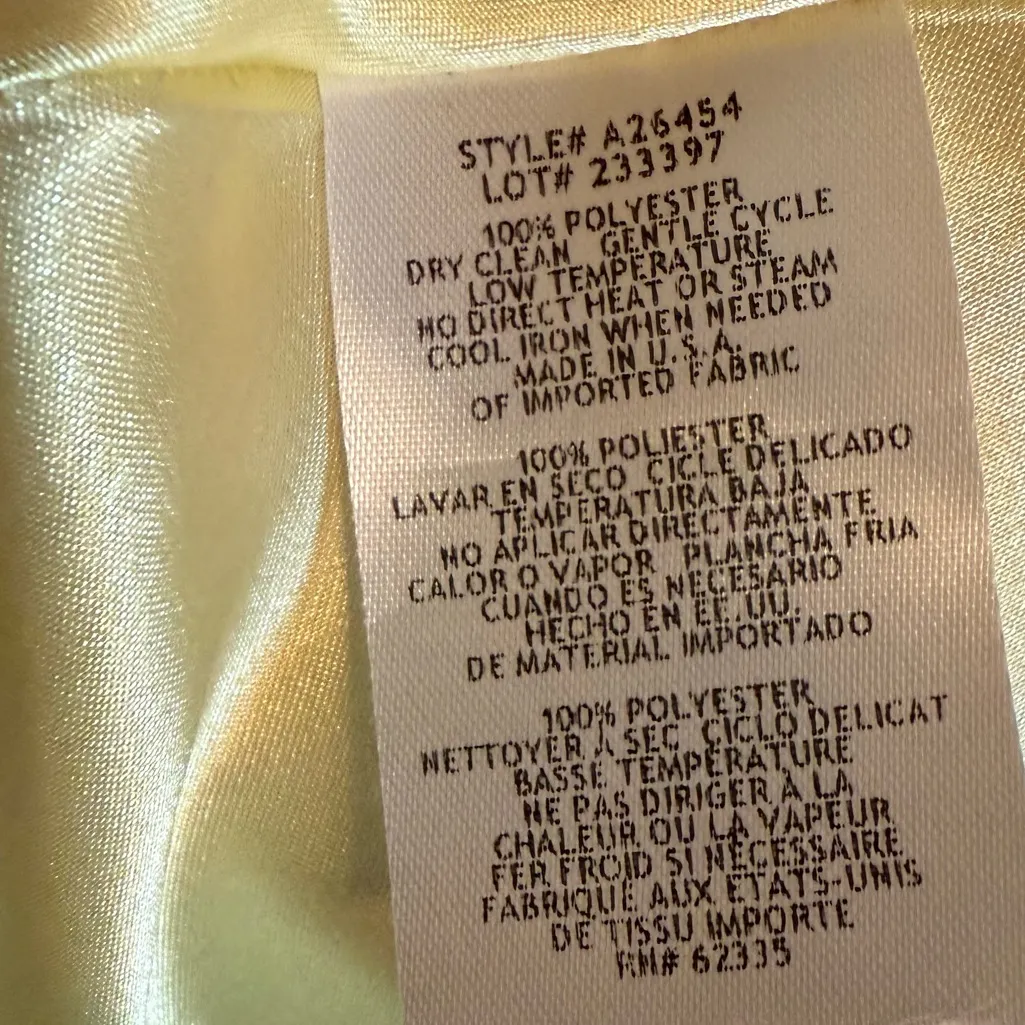 STYLE# A26454
LOT# 233397
100% POLYESTER
DRY CLEAN GENTLE CYCLE
LOW TEMPERATURE
NO DIRECT HEAT OR STEAM
COOL IRON WHEN NEEDED
MADE IN U.S.A.
OF IMPORTED FABRIC
100% POLIESTER
LAVAR EN SECO CICLE DELICADO
TEMPERATURA BAJA
NO APLICAR DIRECTAMENTE
CALOR O VAPOR PLANCHA FRIA
CUANDO ES NECESARIO
HECHO EN EE.UU.
DE MATERIAL IMPORTADO
100% POLYESTER
NETTOYER À SEC CICLO DELICAT
BASSE TEMPERATURE
NE PAS DIRIGER À LA
CHALEUR OU LA VAPEUR
FER FROID SI NECESSAIRE
FABRIQUE AUX ETATS-UNIS
DE TISSU IMPORTE
RN# 62335